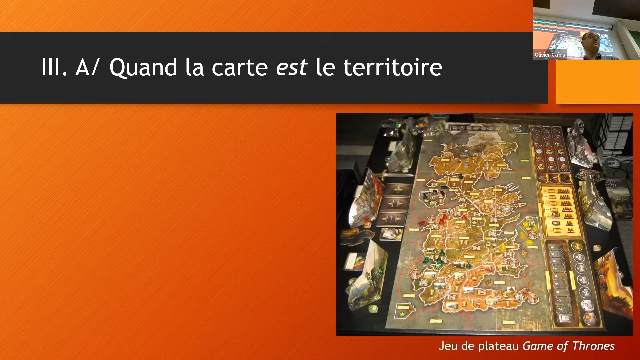 III. A/ Quand la carte est le territoire
Jeu de plateau Game of Thrones